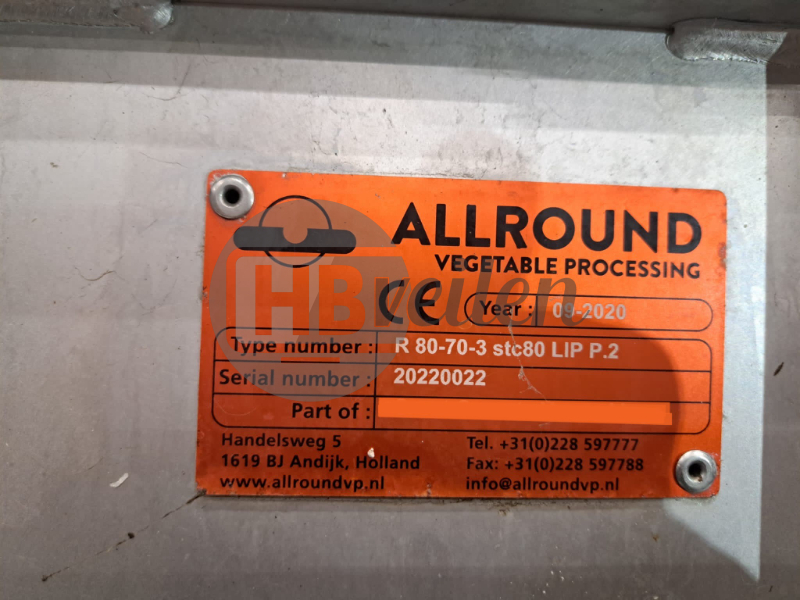 ALLROUND
VEGETABLE PROCESSING
CE Year : 09-2020
HBralen
Type number : R 80-70-3 stc80 LIP P.2
Serial number : 20220022
Part of :
Handelsweg 5
1619 BJ Andijk, Holland
www.allroundvp.nl
Tel. +31(0)228 597777
Fax: +31(0)228 597788
info@allroundvp.nl